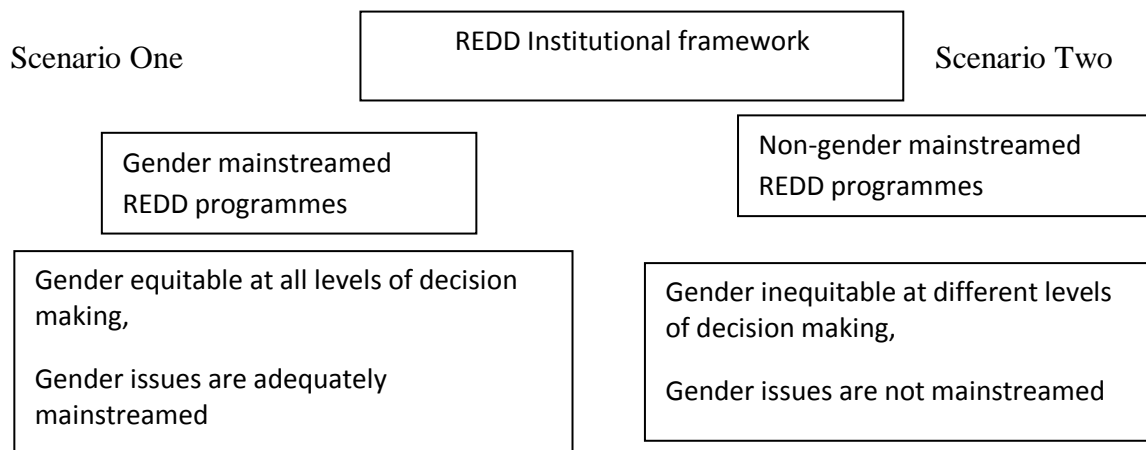 REDD Institutional framework
Scenario One
Scenario Two
Gender mainstreamed
REDD programmes
Non-gender mainstreamed
REDD programmes
Gender equitable at all levels of decision
making,
Gender issues are adequately
mainstreamed
Gender inequitable at different levels
of decision making,
Gender issues are not mainstreamed